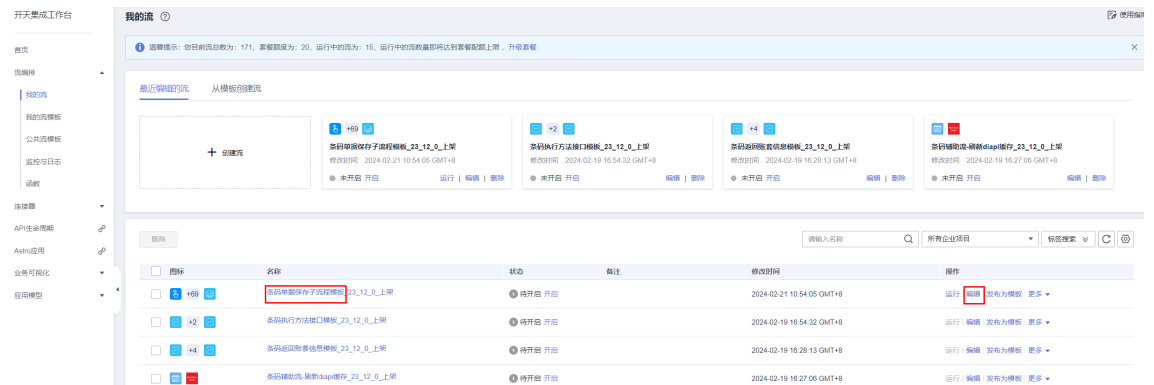 开天集成工作台
我的流
使用指南
首页
温馨提示：您目前流总数为：171，套餐额度为：20，运行中的流为：15，运行中的流数量即将达到套餐配额上限，升级套餐
流编排
我的流
我的流模板
公共流模板
监控与日志
函数
连接器
API生命周期
Astro应用
业务可视化
应用模型
最近编辑的流 从模板创建流
创建流
+69
条码单据保存子流程模板_23_12_0_上架
修改时间 2024-02-21 10:54:05 GMT+8
未开启 开启 运行 | 编辑 | 删除
+2
条码执行方法接口模板_23_12_0_上架
修改时间 2024-02-19 16:54:32 GMT+8
未开启 开启 编辑 | 删除
+4
条码返回账套信息模板_23_12_0_上架
修改时间 2024-02-19 16:28:13 GMT+8
未开启 开启 编辑 | 删除
条码辅助流-刷新diapi缓存_23_12_0_上架
修改时间 2024-02-19 16:27:06 GMT+8
未开启 开启 编辑 | 删除
删除 请输入名称 所有企业项目 标签搜索
图标 名称 状态 备注 修改时间 操作
+69 条码单据保存子流程模板_23_12_0_上架 待开启 开启 2024-02-21 10:54:05 GMT+8 运行 编辑 发布为模板 更多
+2 条码执行方法接口模板_23_12_0_上架 待开启 开启 2024-02-19 16:54:32 GMT+8 运行 编辑 发布为模板 更多
+4 条码返回账套信息模板_23_12_0_上架 待开启 开启 2024-02-19 16:28:13 GMT+8 运行 编辑 发布为模板 更多
条码辅助流-刷新diapi缓存_23_12_0_上架 待开启 开启 2024-02-19 16:27:06 GMT+8 运行 编辑 发布为模板 更多